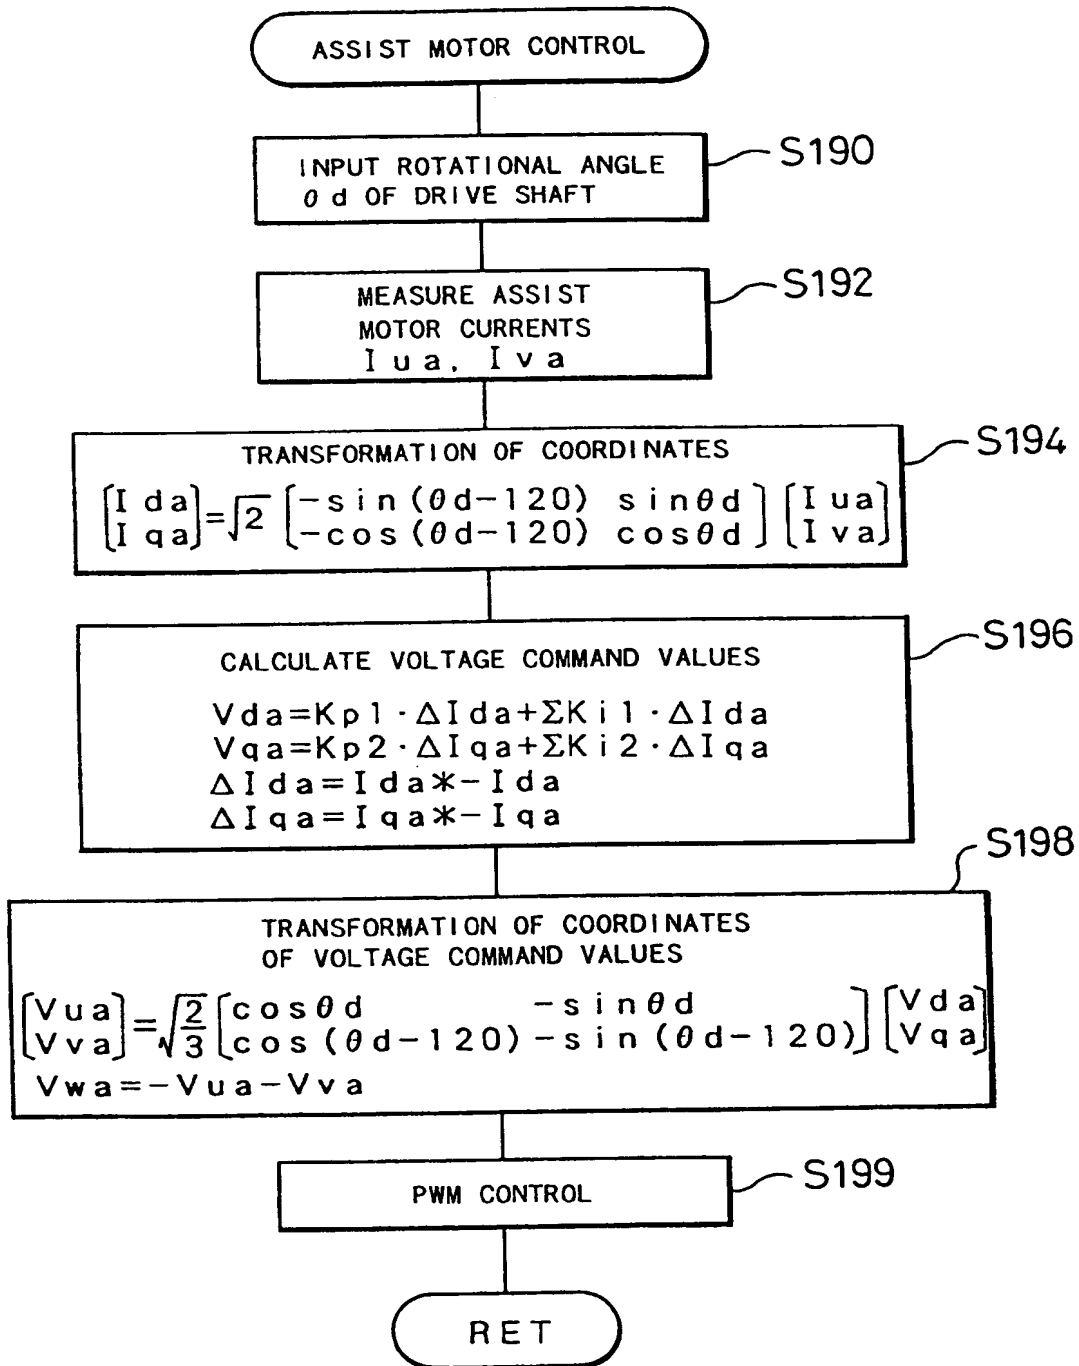 ASSIST MOTOR CONTROL
S190
INPUT ROTATIONAL ANGLE
θd OF DRIVE SHAFT
S192
MEASURE ASSIST
MOTOR CURRENTS
Iua, Iva
S194
TRANSFORMATION OF COORDINATES
[Ida] = √2 [-sin(θd-120) sinθd] [Iua]
[Iqa] [-cos(θd-120) cosθd] [Iva]
S196
CALCULATE VOLTAGE COMMAND VALUES
Vda=Kp1·ΔIda+ΣKi1·ΔIda
Vqa=Kp2·ΔIqa+ΣKi2·ΔIqa
ΔIda=Ida*-Ida
ΔIqa=Iqa*-Iqa
S198
TRANSFORMATION OF COORDINATES
OF VOLTAGE COMMAND VALUES
[Vua] = √(2/3) [cosθd -sinθd] [Vda]
[Vva] [cos(θd-120) -sin(θd-120)] [Vqa]
Vwa=-Vua-Vva
S199
PWM CONTROL
RET